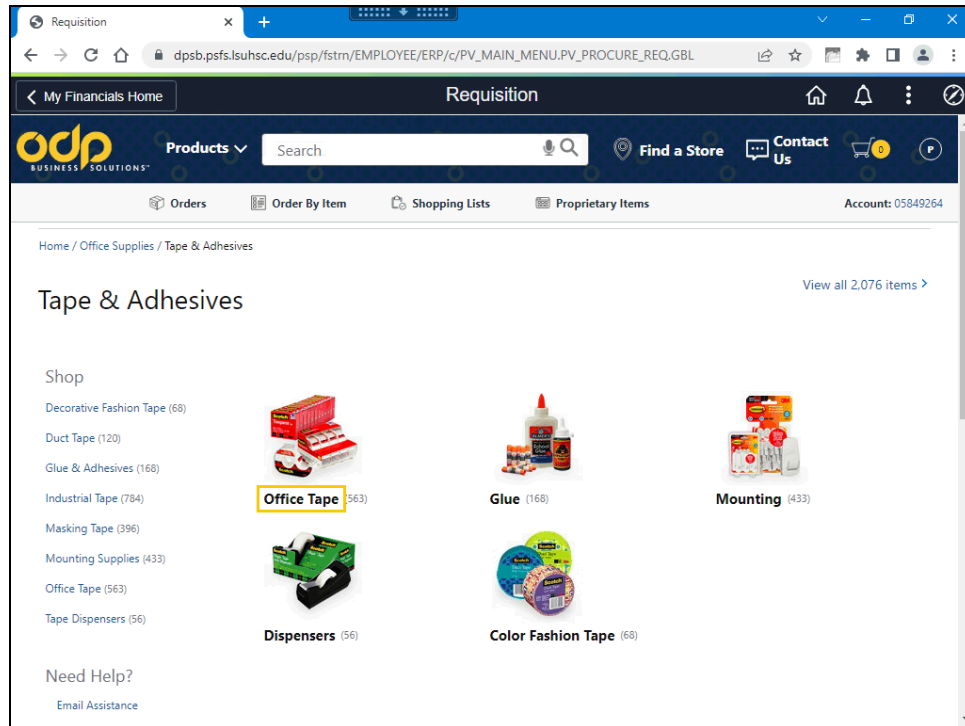 Requisition
dpsb.psfs.lsuhsc.edu/psp/fstrn/EMPLOYEE/ERP/c/PV_MAIN_MENU.PV_PROCURE_REQ.GBL
My Financials Home
Requisition
odp
BUSINESS SOLUTIONS
Products
Search
Find a Store
Contact Us
0
P
Orders
Order By Item
Shopping Lists
Proprietary Items
Account: 05849264
Home / Office Supplies / Tape & Adhesives
View all 2,076 items >
Tape & Adhesives
Shop
Decorative Fashion Tape (68)
Duct Tape (120)
Glue & Adhesives (168)
Industrial Tape (784)
Masking Tape (396)
Mounting Supplies (433)
Office Tape (563)
Tape Dispensers (56)
Office Tape (563)
Glue (168)
Mounting (433)
Dispensers (56)
Color Fashion Tape (68)
Need Help?
Email Assistance